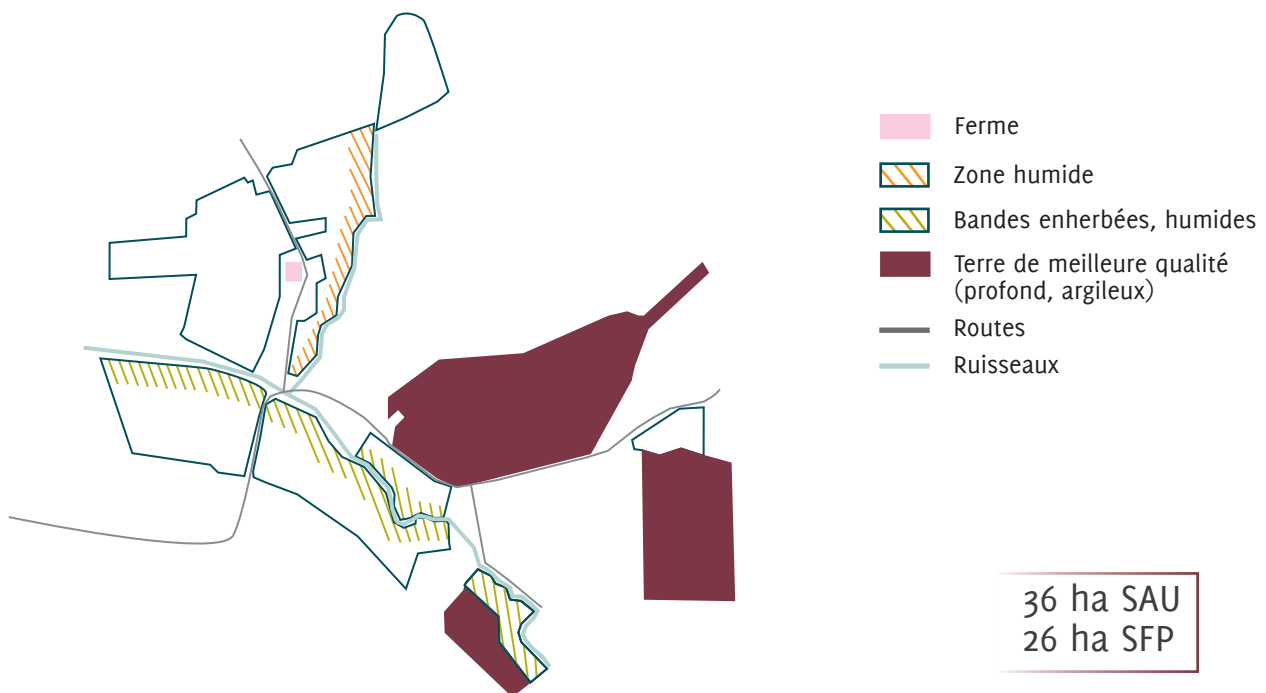 Ferme
Zone humide
Bandes enherbées, humides
Terre de meilleure qualité
(profond, argileux)
Routes
Ruisseaux
36 ha SAU
26 ha SFP